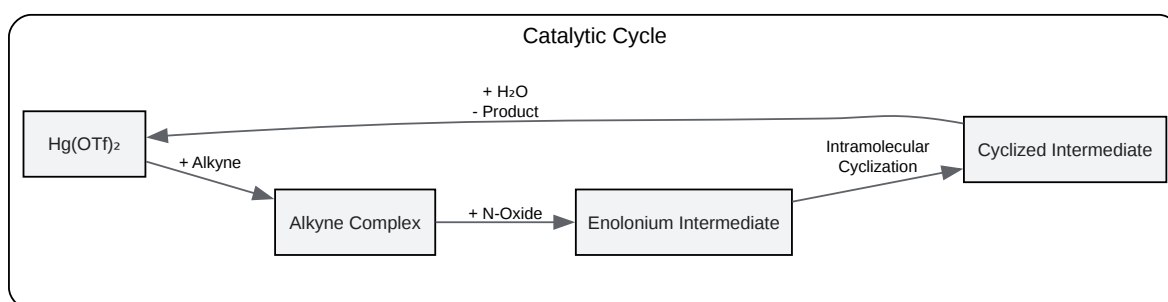 Catalytic Cycle
+ H₂O
- Product
Hg(OTf)₂
Intramolecular
Cyclization
Cyclized Intermediate
+ Alkyne
Alkyne Complex
+ N-Oxide
Enolonium Intermediate